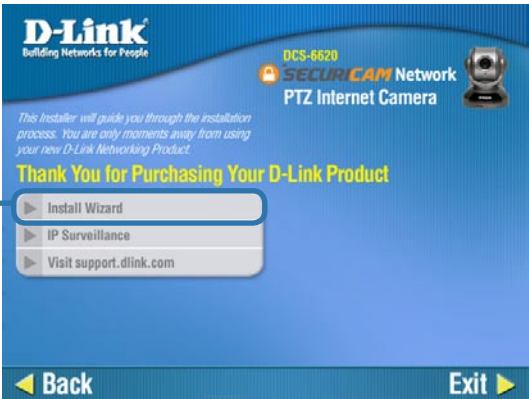 D-Link
Building Networks for People
DCS-6620
SECURICAM Network
PTZ Internet Camera
This Installer will guide you through the installation
process. You are only moments away from using
your new D-Link Networking Product.
Thank You for Purchasing Your D-Link Product
Install Wizard
IP Surveillance
Visit support.dlink.com
Back
Exit